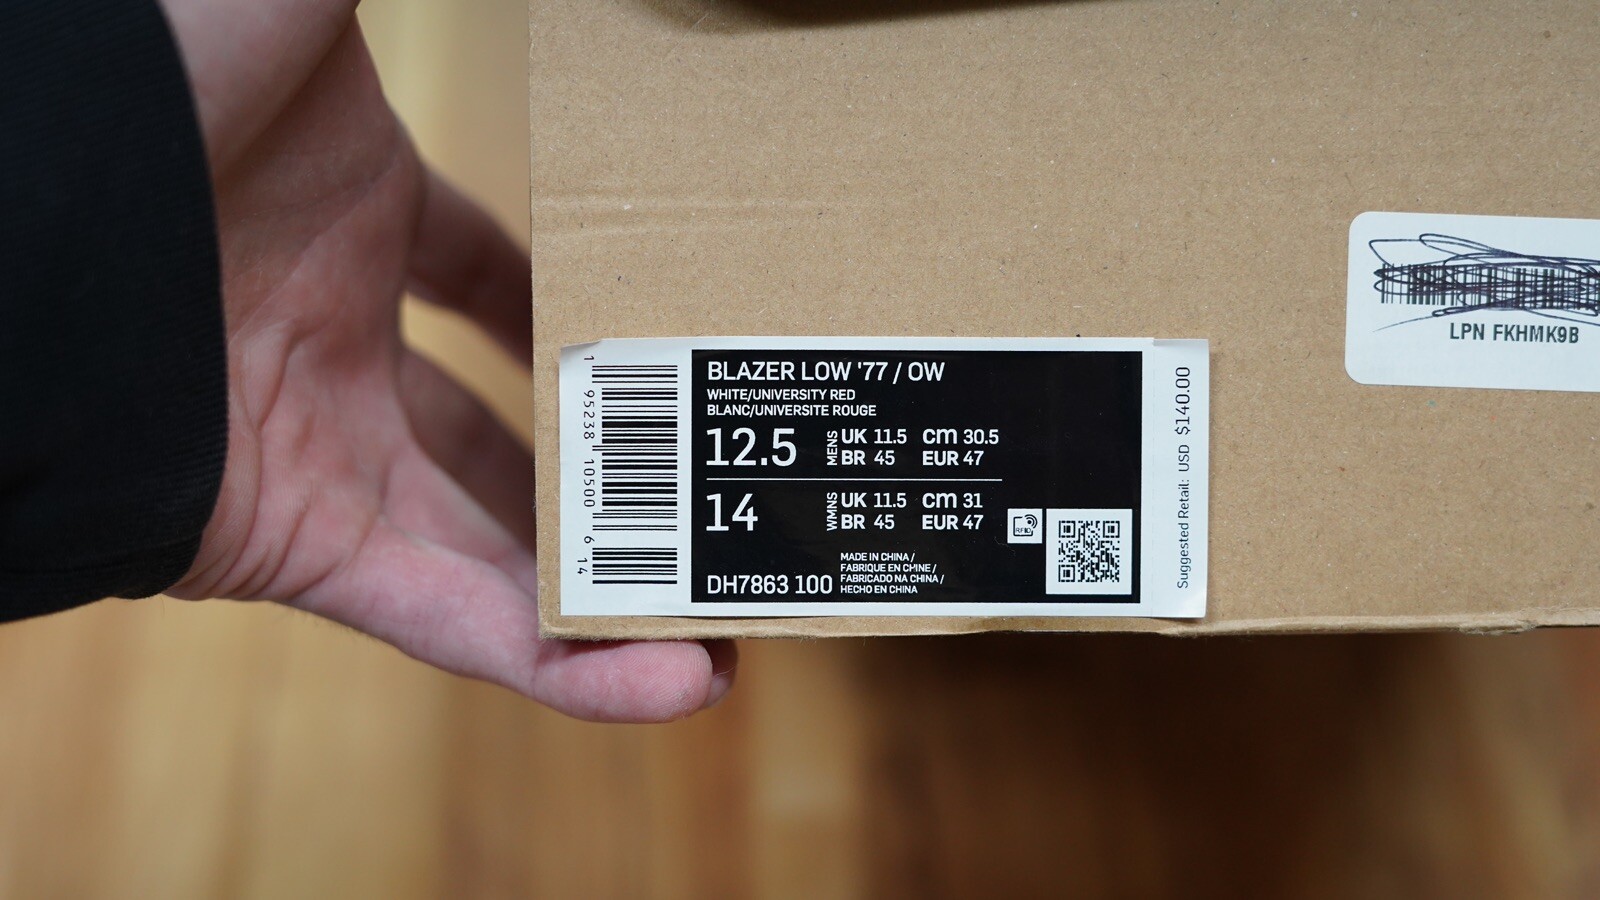 LPN FKHMK9B
1 95238 10500 6 14
BLAZER LOW '77 / OW
WHITE/UNIVERSITY RED
BLANC/UNIVERSITE ROUGE
12.5 MENS UK 11.5 CM 30.5
BR 45 EUR 47
14 WMNS UK 11.5 CM 31
BR 45 EUR 47
RFID
MADE IN CHINA /
FABRIQUE EN CHINE /
FABRICADO NA CHINA /
HECHO EN CHINA
DH7863 100
Suggested Retail: USD $140.00